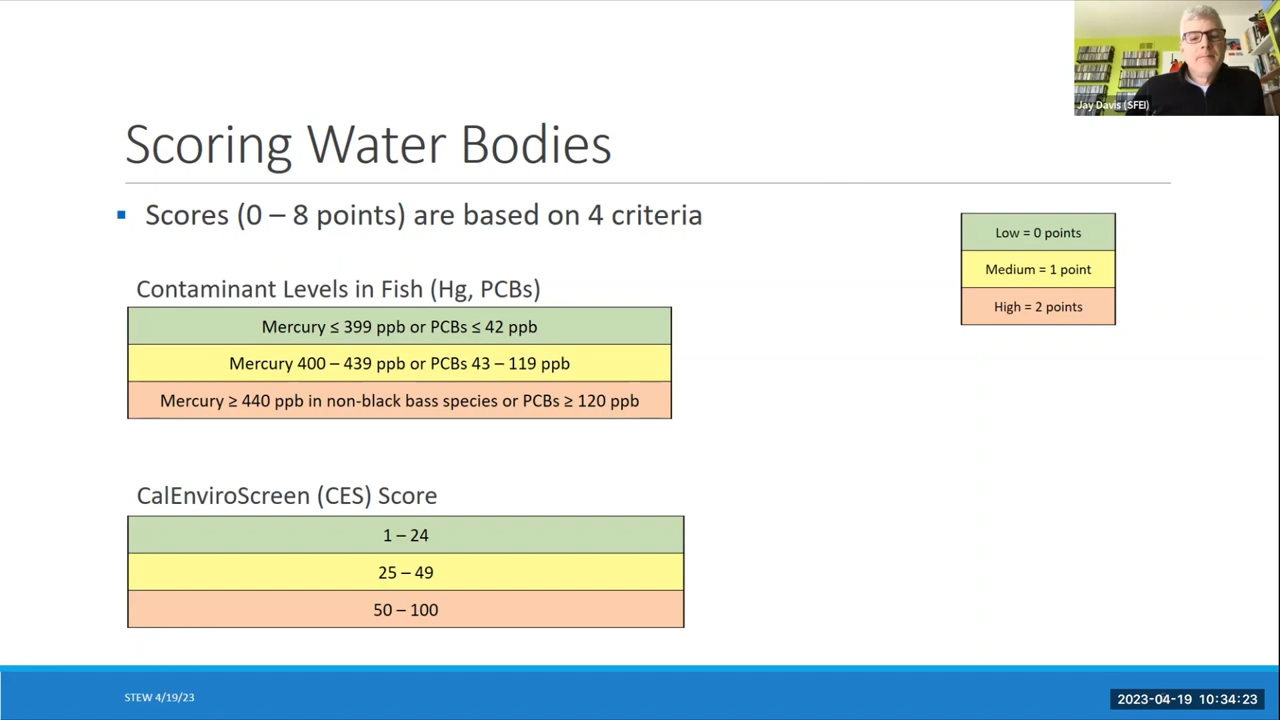 Jay Davis (SFEI)
Scoring Water Bodies
▪ Scores (0 – 8 points) are based on 4 criteria
Low = 0 points
Medium = 1 point
High = 2 points
Contaminant Levels in Fish (Hg, PCBs)
Mercury ≤ 399 ppb or PCBs ≤ 42 ppb
Mercury 400 – 439 ppb or PCBs 43 – 119 ppb
Mercury ≥ 440 ppb in non-black bass species or PCBs ≥ 120 ppb
CalEnviroScreen (CES) Score
1 – 24
25 – 49
50 – 100
STEW 4/19/23
2023-04-19 10:34:23